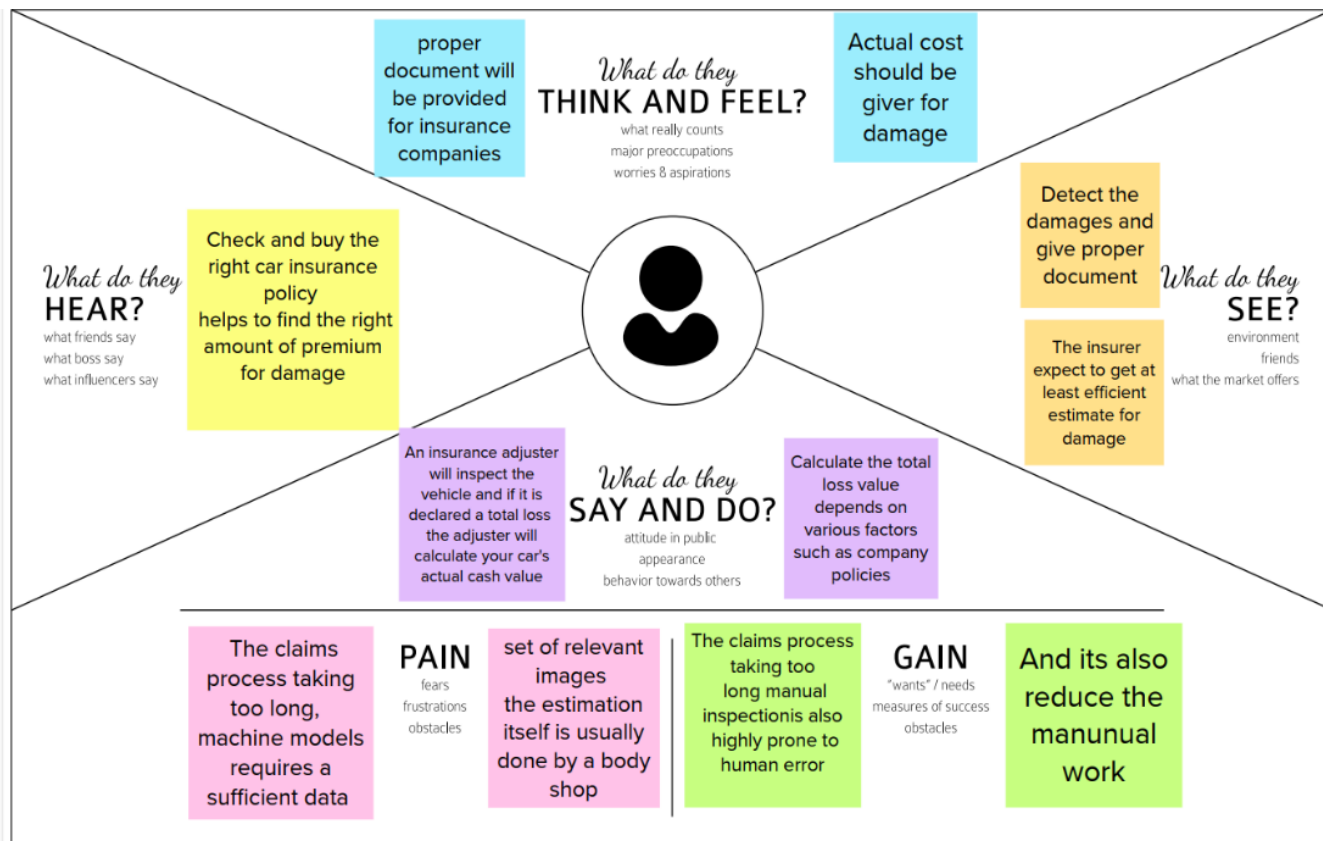 proper
document will
be provided
for insurance
companies
What do they
THINK AND FEEL?
what really counts
major preoccupations
worries & aspirations
Actual cost
should be
giver for
damage
What do they
HEAR?
what friends say
what boss say
what influencers say
Check and buy the
right car insurance
policy
helps to find the right
amount of premium
for damage
Detect the
damages and
give proper
document
The insurer
expect to get at
least efficient
estimate for
damage
What do they
SEE?
environment
friends
what the market offers
An insurance adjuster
will inspect the
vehicle and if it is
declared a total loss
the adjuster will
calculate your car's
actual cash value
What do they
SAY AND DO?
attitude in public
appearance
behavior towards others
Calculate the total
loss value
depends on
various factors
such as company
policies
The claims
process taking
too long,
machine models
requires a
sufficient data
PAIN
fears
frustrations
obstacles
set of relevant
images
the estimation
itself is usually
done by a body
shop
The claims process
taking too
long manual
inspectionis also
highly prone to
human error
GAIN
"wants" / needs
measures of success
obstacles
And its also
reduce the
manunual
work